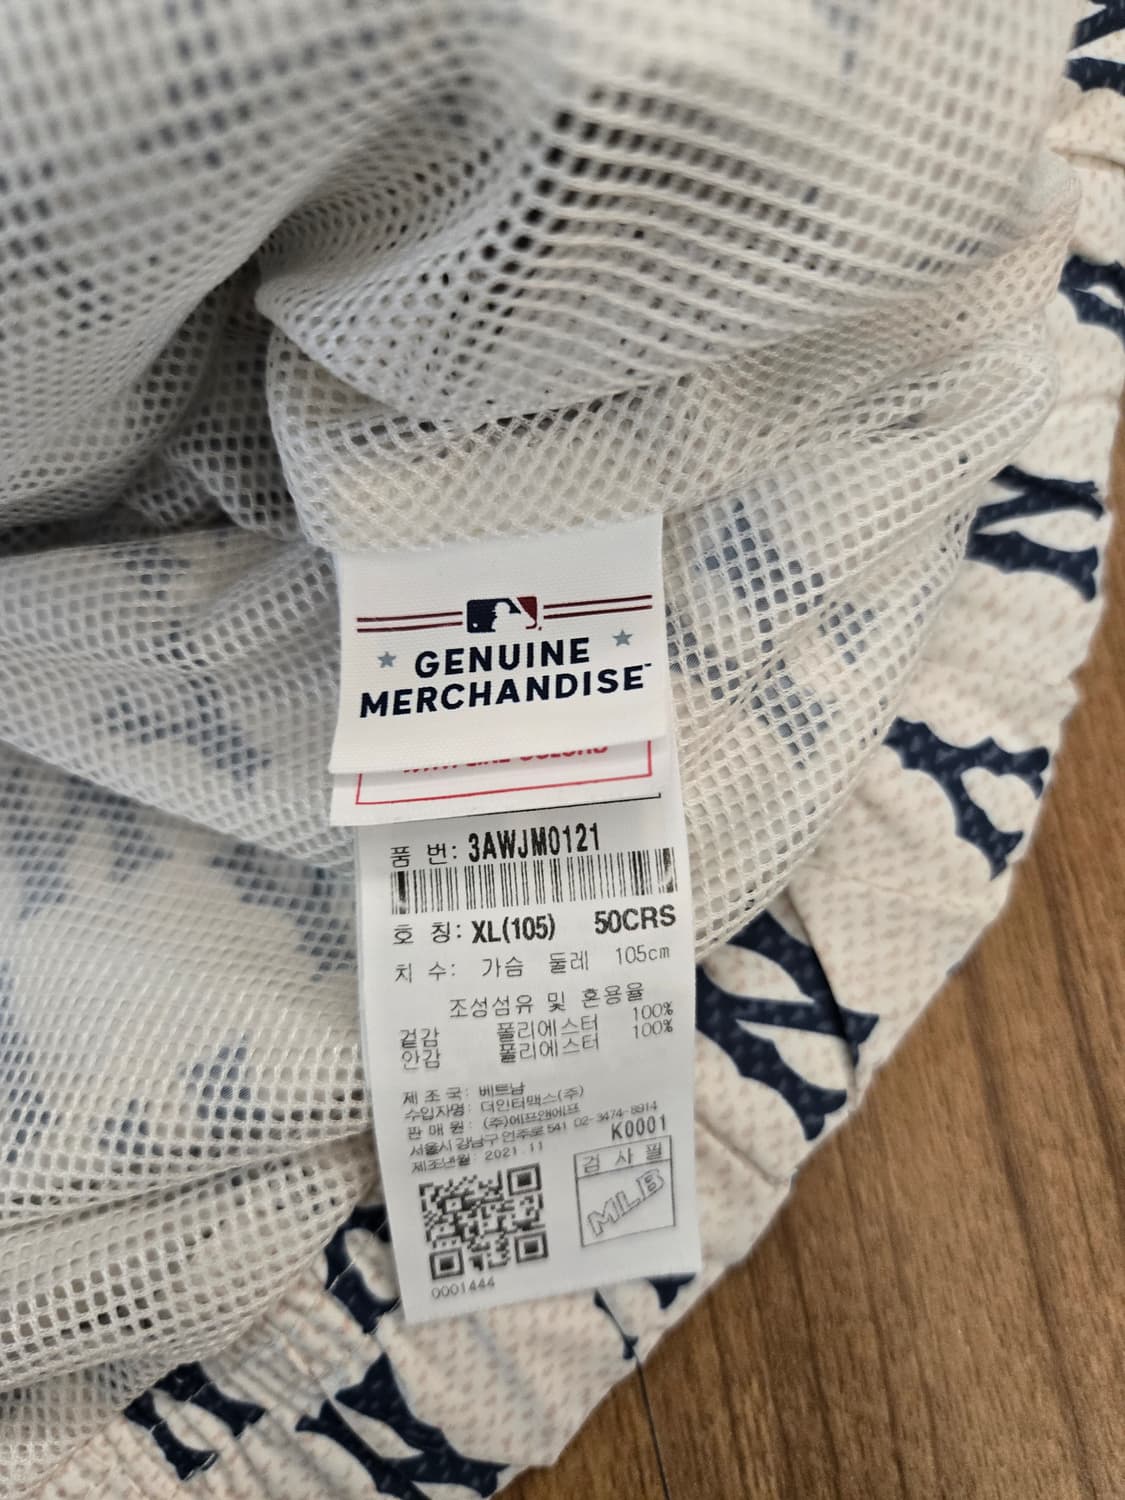 GENUINE
MERCHANDISE™
WITH LIKE COLORS
품 번: 3AWJM0121
호 칭: XL(105) 50CRS
치 수: 가슴 둘레 105cm
조성섬유 및 혼용율
겉감 폴리에스터 100%
안감 폴리에스터 100%
제 조 국: 베트남
수입자명: 더인터맥스(주)
판 매 원: (주)에프앤에프
서울시 강남구 언주로 541 02-3474-8914
제조년월 2021.11 K0001
검 사 필
MLB
0001444